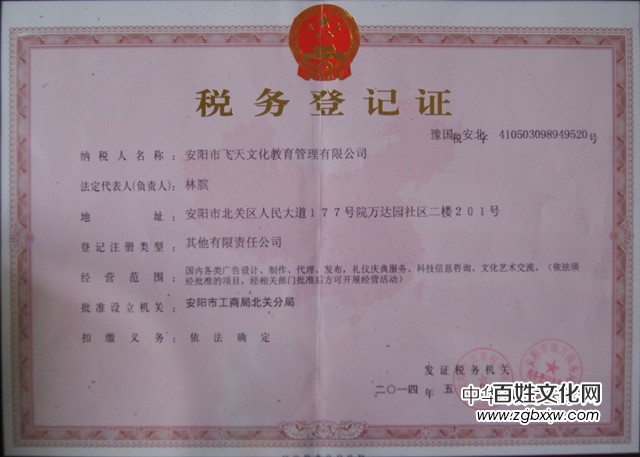 税务登记证
豫国税安北字 410503098949520号
纳税人名称：安阳市飞天文化教育管理有限公司
法定代表人(负责人)林膑
地 址 安阳市北关区人民大道177号院万达园社区二楼201号
登记注册类型：其他有限责任公司
经营范围：国内各类广告设计、制作、代理、发布，礼仪庆典服务、科技信息咨询、文化艺术交流。（依法须
经批准的项目，经相关部门批准后方可开展经营活动）
批准设立机关：安阳市工商局北关分局
扣缴义务：依法确定
发证税务机关
二〇一四年五
中华百姓文化网
www.zgbxxw.com